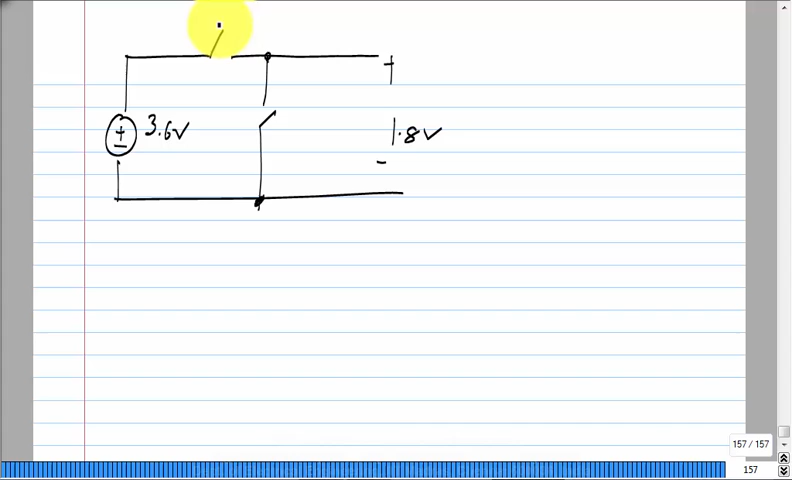 +
+
-
3.6V
1.8V
-
157 / 157
157